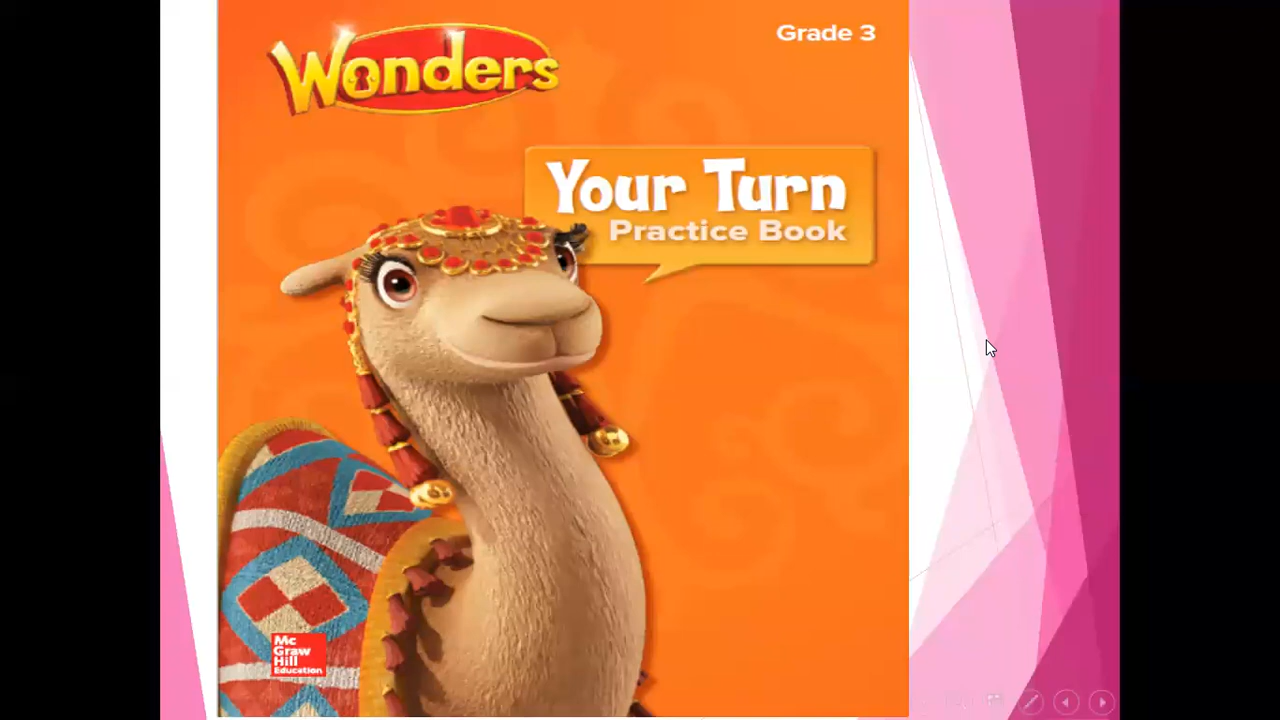 Wonders
Grade 3
Your Turn
Practice Book
Mc
Graw
Hill
Education